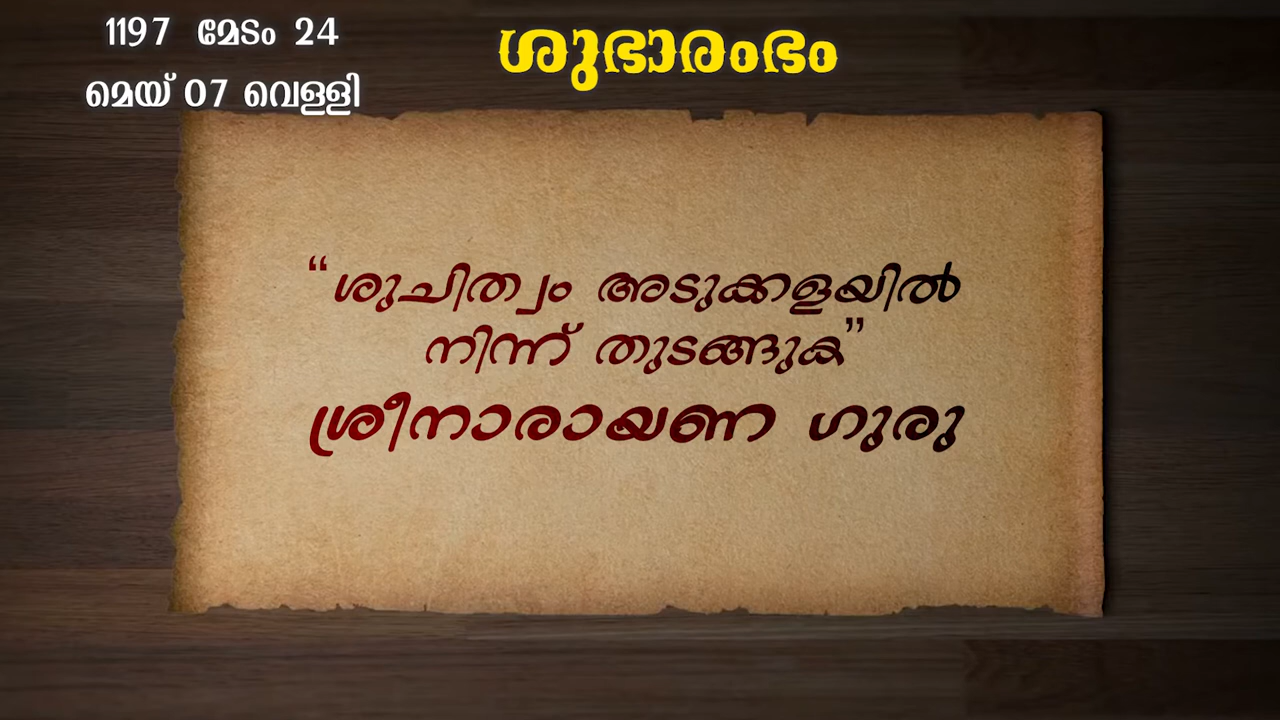 1197 മേടം 24
മെയ് 07 വെള്ളി
ശുഭാരംഭം
“ശുചിത്വം അടുക്കളയിൽ
നിന്ന് തുടങ്ങുക”
ശ്രീനാരായണ ഗുരു